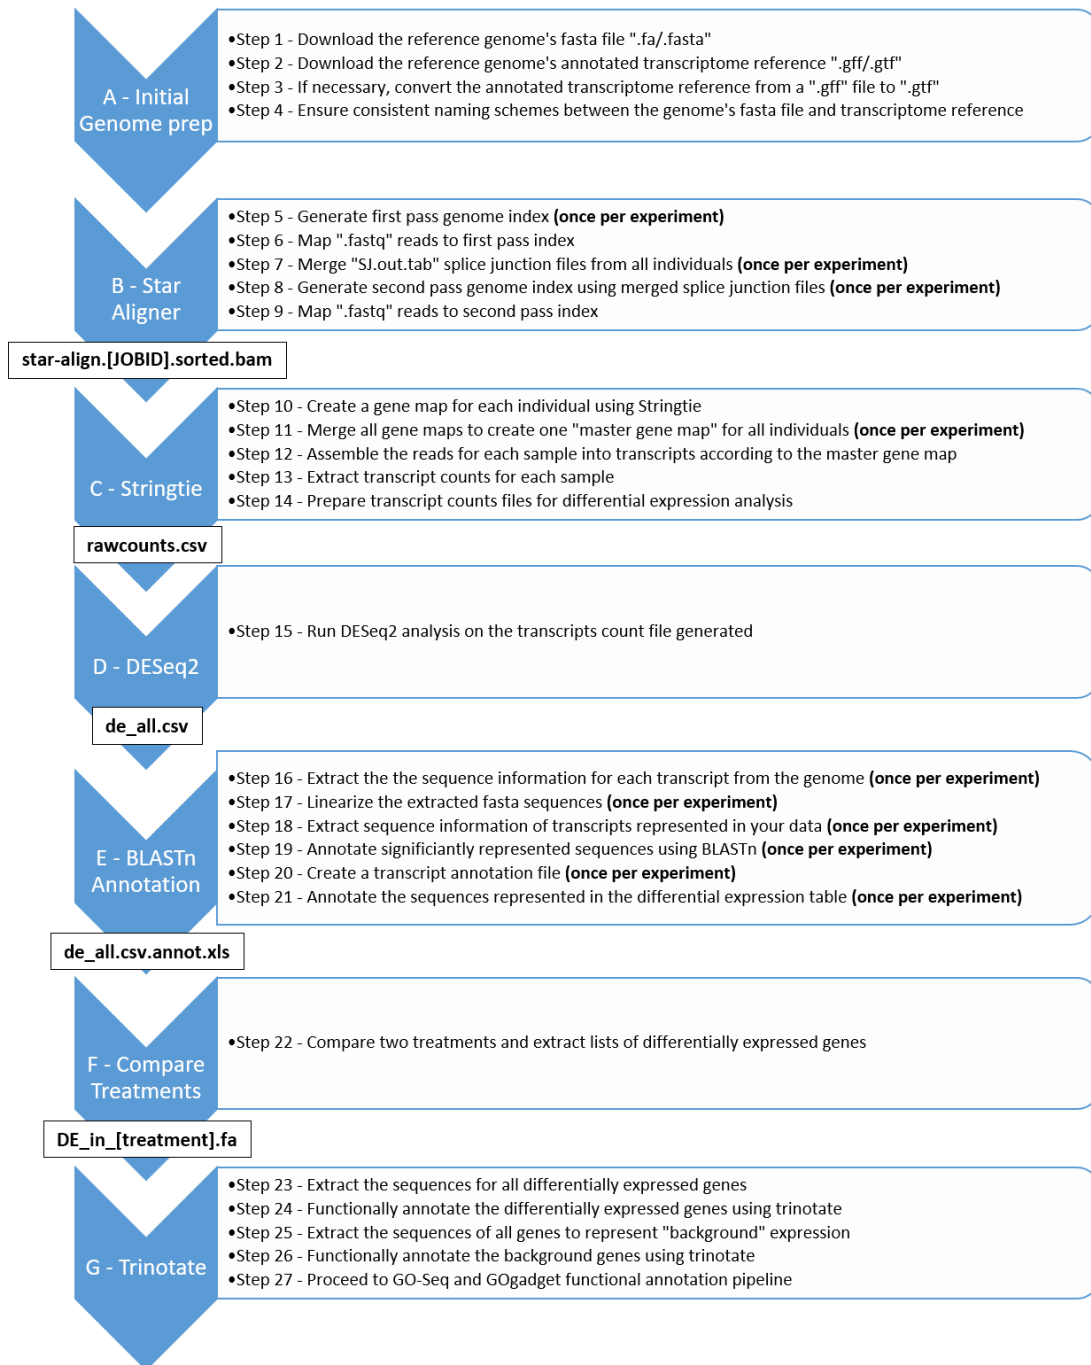 A - Initial
Genome prep
•Step 1 - Download the reference genome's fasta file ".fa/.fasta"
•Step 2 - Download the reference genome's annotated transcriptome reference ".gff/.gtf"
•Step 3 - If necessary, convert the annotated transcriptome reference from a ".gff" file to ".gtf"
•Step 4 - Ensure consistent naming schemes between the genome's fasta file and transcriptome reference
B - Star
Aligner
•Step 5 - Generate first pass genome index (once per experiment)
•Step 6 - Map ".fastq" reads to first pass index
•Step 7 - Merge "SJ.out.tab" splice junction files from all individuals (once per experiment)
•Step 8 - Generate second pass genome index using merged splice junction files (once per experiment)
•Step 9 - Map ".fastq" reads to second pass index
star-align.[JOBID].sorted.bam
C - Stringtie
•Step 10 - Create a gene map for each individual using Stringtie
•Step 11 - Merge all gene maps to create one "master gene map" for all individuals (once per experiment)
•Step 12 - Assemble the reads for each sample into transcripts according to the master gene map
•Step 13 - Extract transcript counts for each sample
•Step 14 - Prepare transcript counts files for differential expression analysis
rawcounts.csv
D - DESeq2
•Step 15 - Run DESeq2 analysis on the transcripts count file generated
de_all.csv
E - BLASTn
Annotation
•Step 16 - Extract the the sequence information for each transcript from the genome (once per experiment)
•Step 17 - Linearize the extracted fasta sequences (once per experiment)
•Step 18 - Extract sequence information of transcripts represented in your data (once per experiment)
•Step 19 - Annotate significiantly represented sequences using BLASTn (once per experiment)
•Step 20 - Create a transcript annotation file (once per experiment)
•Step 21 - Annotate the sequences represented in the differential expression table (once per experiment)
de_all.csv.annot.xls
F - Compare
Treatments
•Step 22 - Compare two treatments and extract lists of differentially expressed genes
DE_in_[treatment].fa
G - Trinotate
•Step 23 - Extract the sequences for all differentially expressed genes
•Step 24 - Functionally annotate the differentially expressed genes using trinotate
•Step 25 - Extract the sequences of all genes to represent "background" expression
•Step 26 - Functionally annotate the background genes using trinotate
•Step 27 - Proceed to GO-Seq and GOgadget functional annotation pipeline